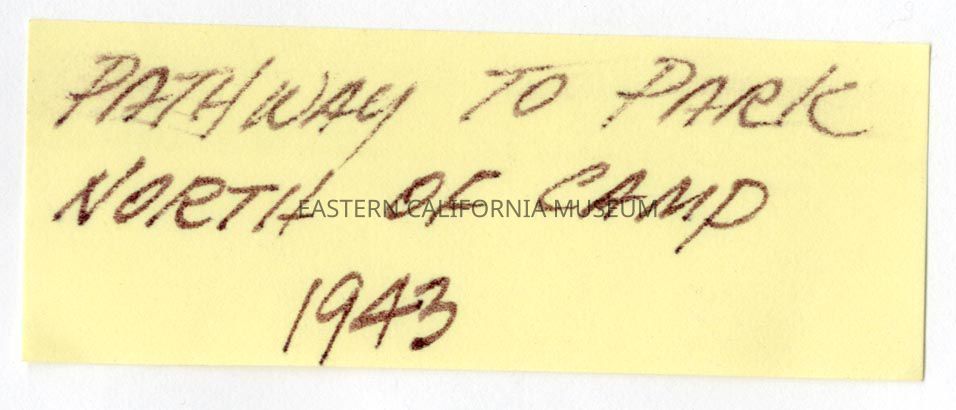 PATHWAY TO PARK
NORTH OF CAMP
EASTERN CALIFORNIA MUSEUM
1943